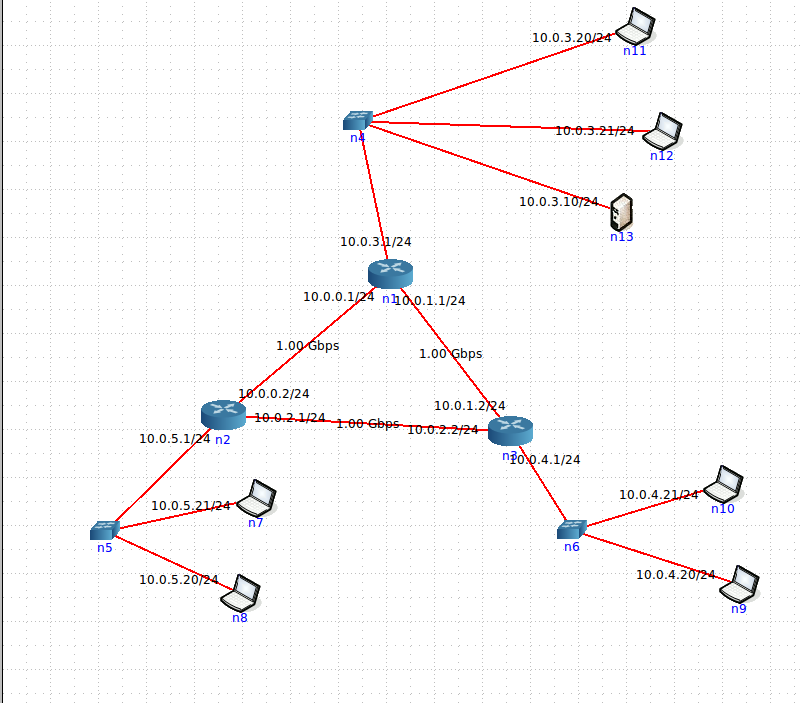 10.0.3.20/24
n11
n4
10.0.3.21/24
n12
10.0.3.10/24
n13
10.0.3.1/24
10.0.0.1/24
n1
10.0.1.1/24
1.00 Gbps
1.00 Gbps
10.0.0.2/24
10.0.1.2/24
n2
10.0.2.1/24
1.00 Gbps
10.0.2.2/24
10.0.5.1/24
n3
10.0.4.1/24
10.0.5.21/24
n7
10.0.4.21/24
n10
n5
n6
10.0.5.20/24
n8
10.0.4.20/24
n9